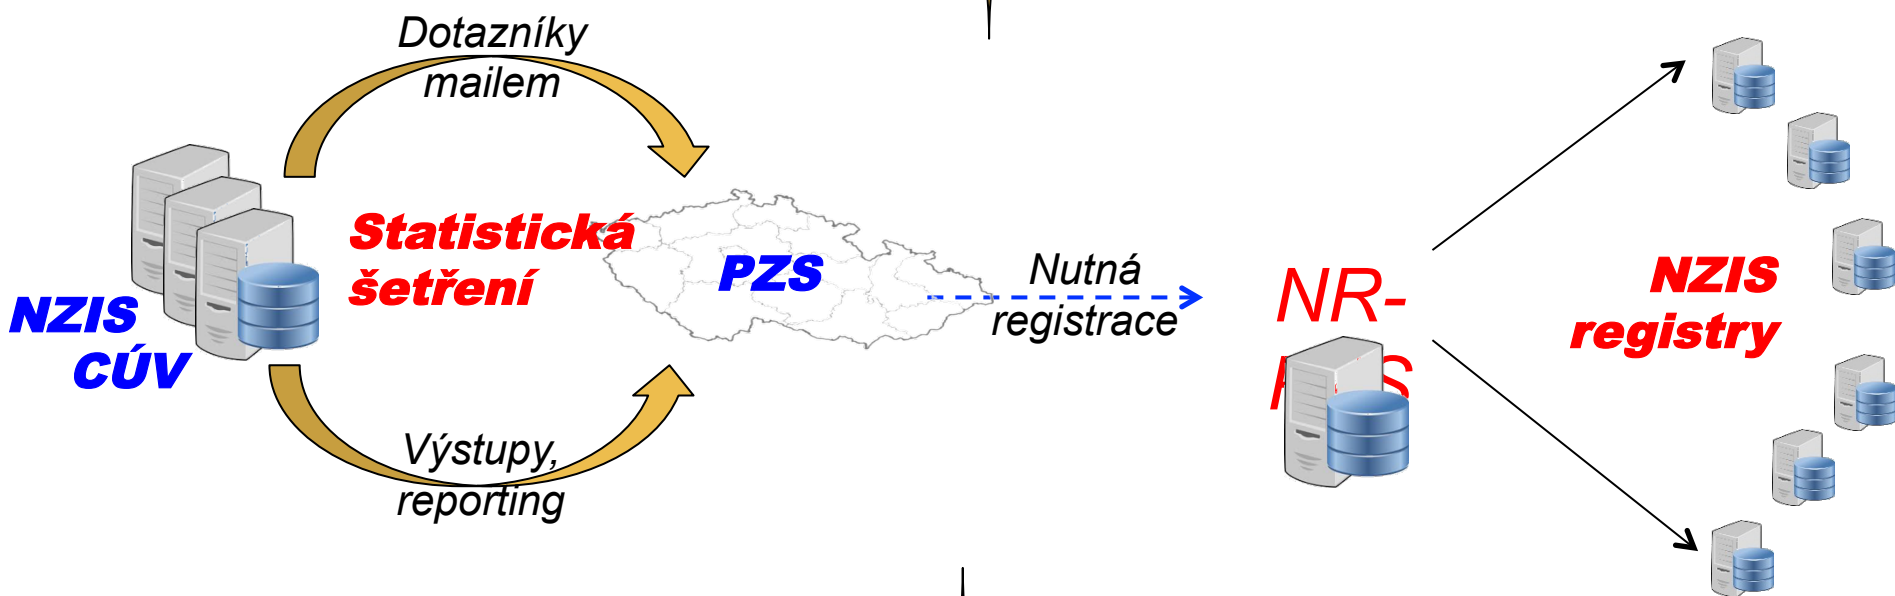 Dotazníky
mailem
Statistická
šetření
NZIS
CÚV
PZS
Výstupy,
reporting
Nutná
registrace
NR-
NZIS
registry